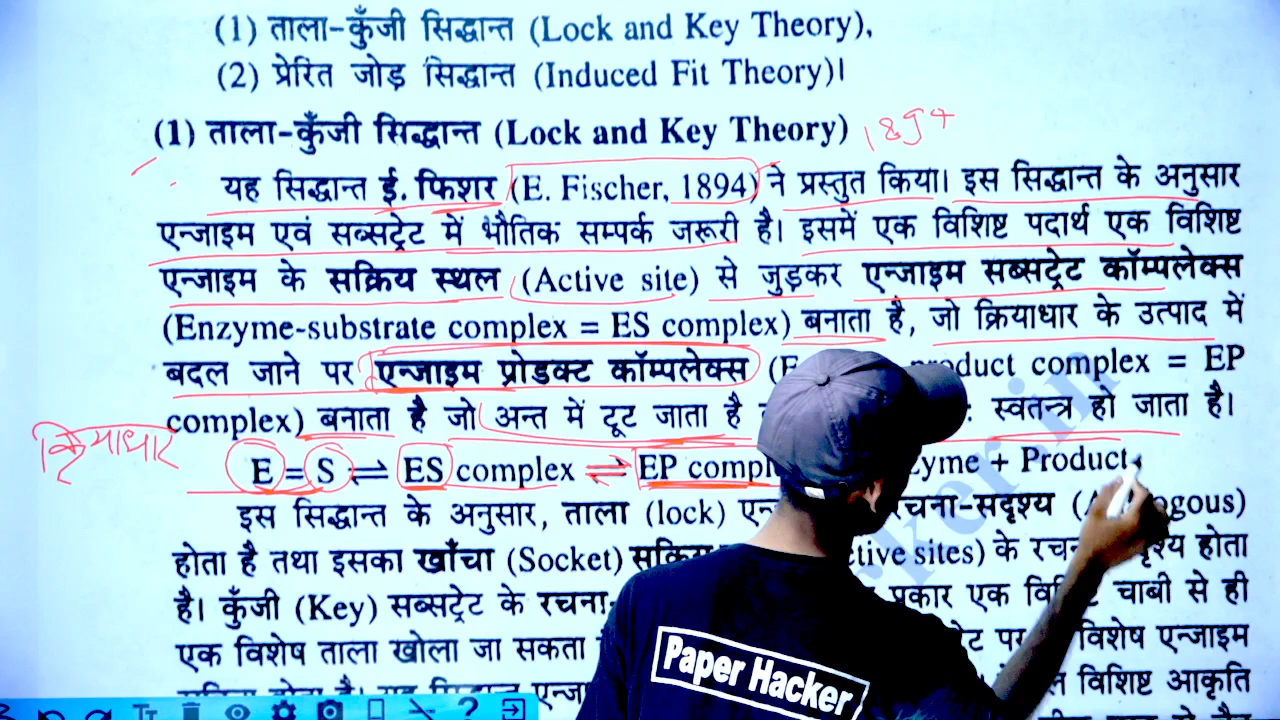 (1) ताला-कुँजी सिद्धान्त (Lock and Key Theory),
(2) प्रेरित जोड़ सिद्धान्त (Induced Fit Theory)।
(1) ताला-कुँजी सिद्धान्त (Lock and Key Theory) 1894
यह सिद्धान्त ई. फिशर (E. Fischer, 1894) ने प्रस्तुत किया। इस सिद्धान्त के अनुसार
एन्जाइम एवं सब्सट्रेट में भौतिक सम्पर्क जरूरी है। इसमें एक विशिष्ट पदार्थ एक विशिष्ट
एन्जाइम के सक्रिय स्थल (Active site) से जुड़कर एन्जाइम सब्सट्रेट कॉम्पलेक्स
(Enzyme-substrate complex = ES complex) बनाता है, जो क्रियाधार के उत्पाद में
बदल जाने पर एन्जाइम प्रोडक्ट कॉम्पलेक्स (E product complex = EP
complex) बनाता है जो अन्त में टूट जाता है स्वतन्त्र हो जाता है।
क्रियाधार
E = S ⇌ ES complex ⇌ EP compl zyme + Product
इस सिद्धान्त के अनुसार, ताला (lock) एन रचना-सदृश्य (A ogous)
होता है तथा इसका खाँचा (Socket) सक्रिय ctive sites) के रच श्य होता
है। कुँजी (Key) सब्सट्रेट के रचना- प्रकार एक वि चाबी से ही
एक विशेष ताला खोला जा सकता पर विशेष एन्जाइम
विशिष्ट आकृति
Paper Hacker